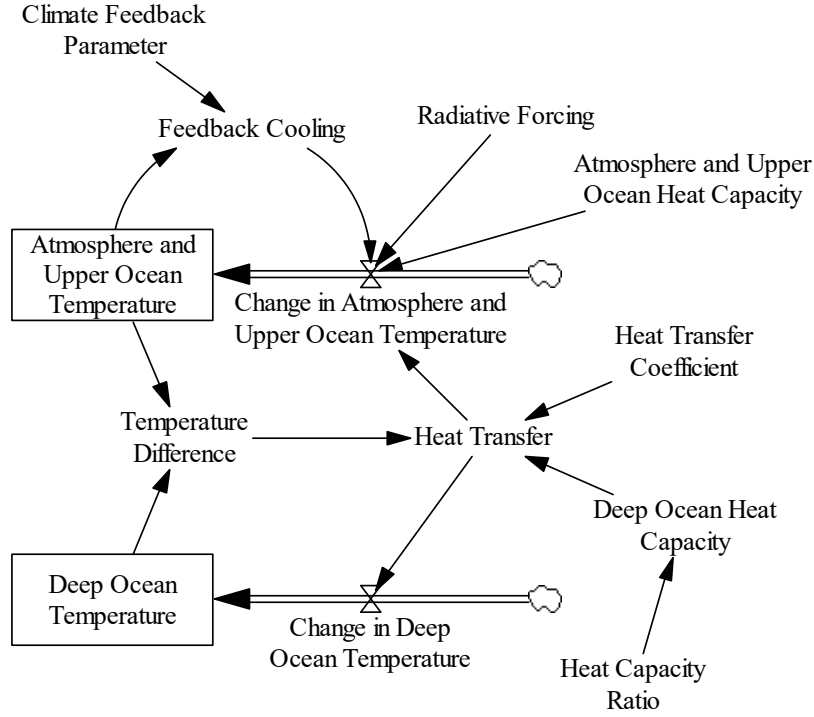 Climate Feedback
Parameter
Feedback Cooling
Radiative Forcing
Atmosphere and Upper
Ocean Heat Capacity
Atmosphere and
Upper Ocean
Temperature
Change in Atmosphere and
Upper Ocean Temperature
Heat Transfer
Coefficient
Temperature
Difference
Heat Transfer
Deep Ocean Heat
Capacity
Deep Ocean
Temperature
Change in Deep
Ocean Temperature
Heat Capacity
Ratio